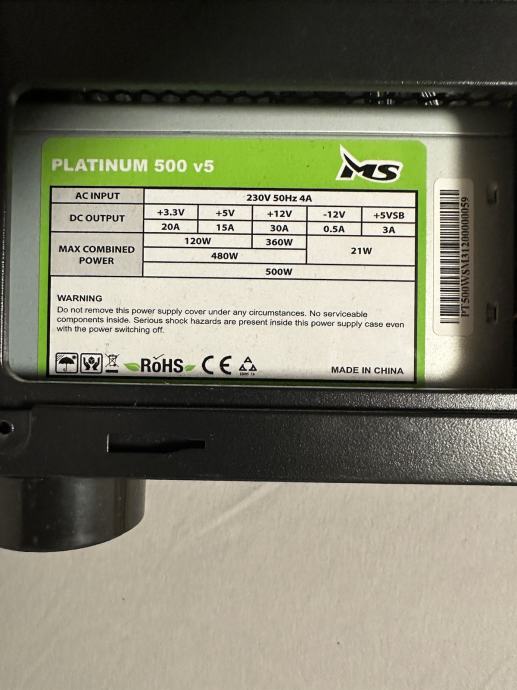 PLATINUM 500 v5
MS
AC INPUT 230V 50Hz 4A
DC OUTPUT +3.3V +5V +12V -12V +5VSB
20A 15A 30A 0.5A 3A
MAX COMBINED POWER 120W 360W 21W
480W
500W
WARNING
Do not remove this power supply cover under any circumstances. No serviceable
components inside. Serious shock hazards are present inside this power supply case even
with the power switching off.
RoHS CE
MADE IN CHINA
PT500WSM31200000059